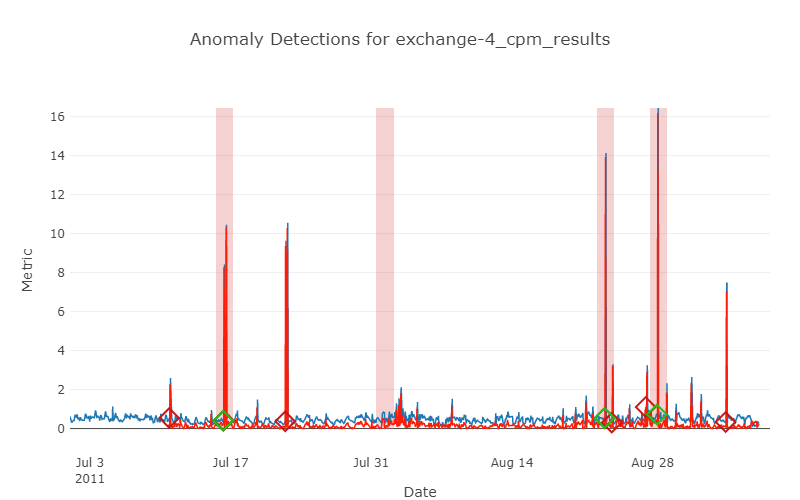 Anomaly Detections for exchange-4_cpm_results
16
14
12
10
8
6
4
2
0
Metric
Jul 3
2011
Jul 17
Jul 31
Aug 14
Aug 28
Date